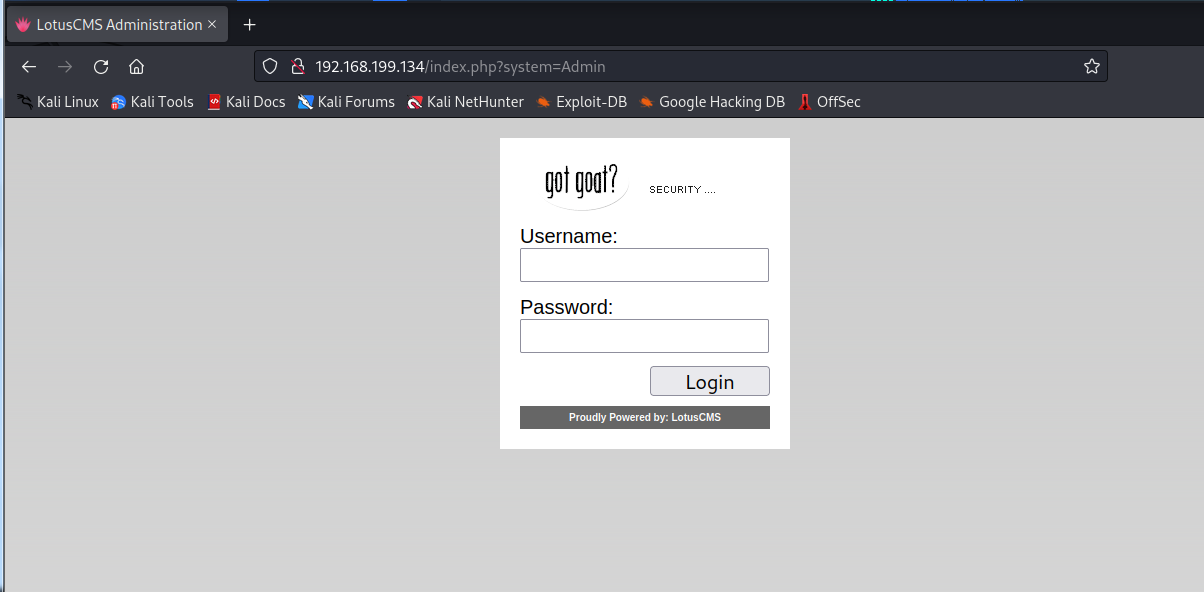 LotusCMS Administration
192.168.199.134/index.php?system=Admin
Kali Linux Kali Tools Kali Docs Kali Forums Kali NetHunter Exploit-DB Google Hacking DB OffSec
got goat? SECURITY ....
Username:
Password:
Login
Proudly Powered by: LotusCMS